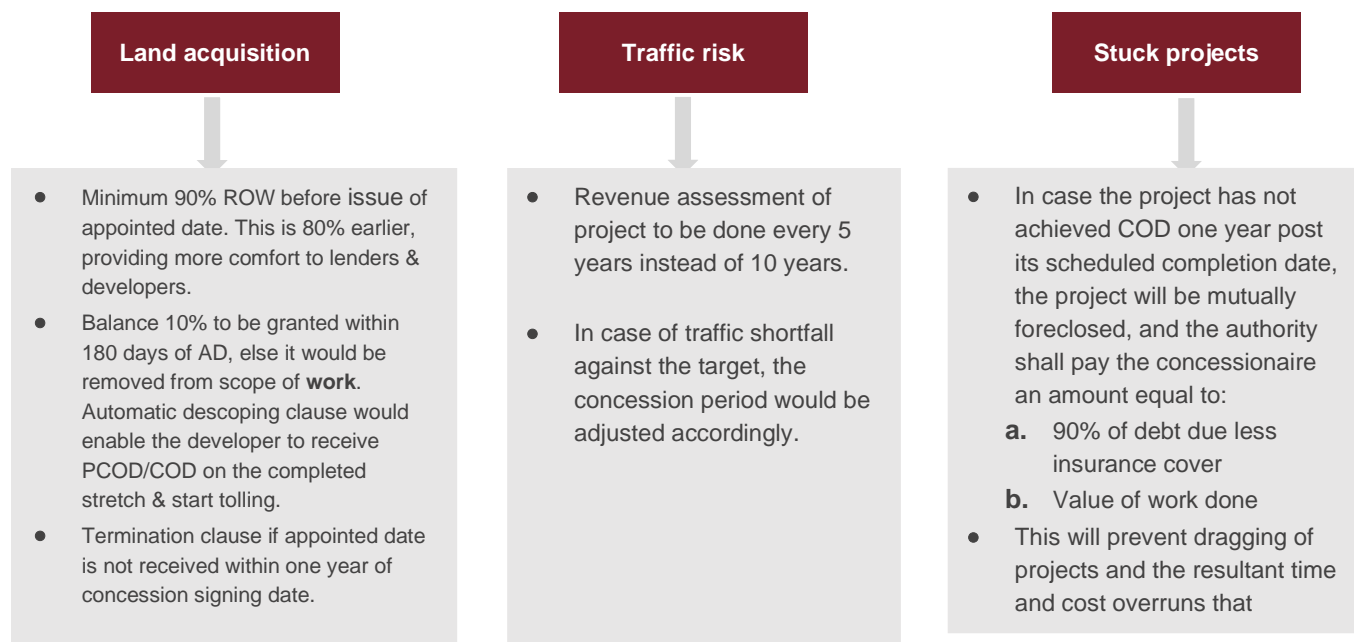 Land acquisition
● Minimum 90% ROW before issue of
appointed date. This is 80% earlier,
providing more comfort to lenders &
developers.
● Balance 10% to be granted within
180 days of AD, else it would be
removed from scope of work.
Automatic descoping clause would
enable the developer to receive
PCOD/COD on the completed
stretch & start tolling.
● Termination clause if appointed date
is not received within one year of
concession signing date.
Traffic risk
● Revenue assessment of
project to be done every 5
years instead of 10 years.
● In case of traffic shortfall
against the target, the
concession period would be
adjusted accordingly.
Stuck projects
● In case the project has not
achieved COD one year post
its scheduled completion date,
the project will be mutually
foreclosed, and the authority
shall pay the concessionaire
an amount equal to:
a. 90% of debt due less
insurance cover
b. Value of work done
● This will prevent dragging of
projects and the resultant time
and cost overruns that